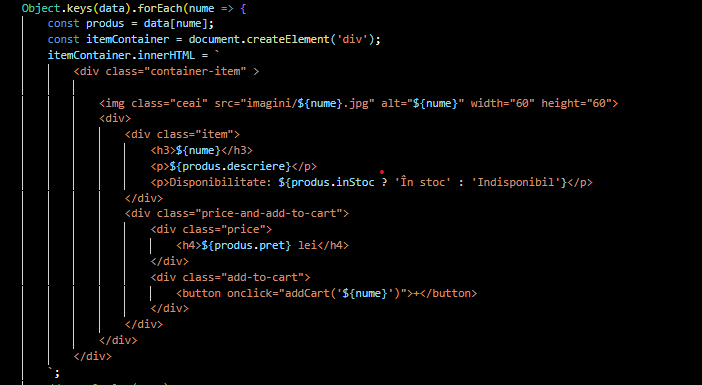 Object.keys(data).forEach(nume => {
const produs = data[nume];
const itemContainer = document.createElement('div');
itemContainer.innerHTML = `
<div class="container-item" >
<img class="ceai" src="imagini/${nume}.jpg" alt="${nume}" width="60" height="60">
<div>
<div class="item">
<h3>${nume}</h3>
<p>${produs.descriere}</p>
<p>Disponibilitate: ${produs.inStoc ? 'În stoc' : 'Indisponibil'}</p>
</div>
<div class="price-and-add-to-cart">
<div class="price">
<h4>${produs.pret} lei</h4>
</div>
<div class="add-to-cart">
<button onclick="addCart('${nume}')">+</button>
</div>
</div>
</div>
</div>
`;